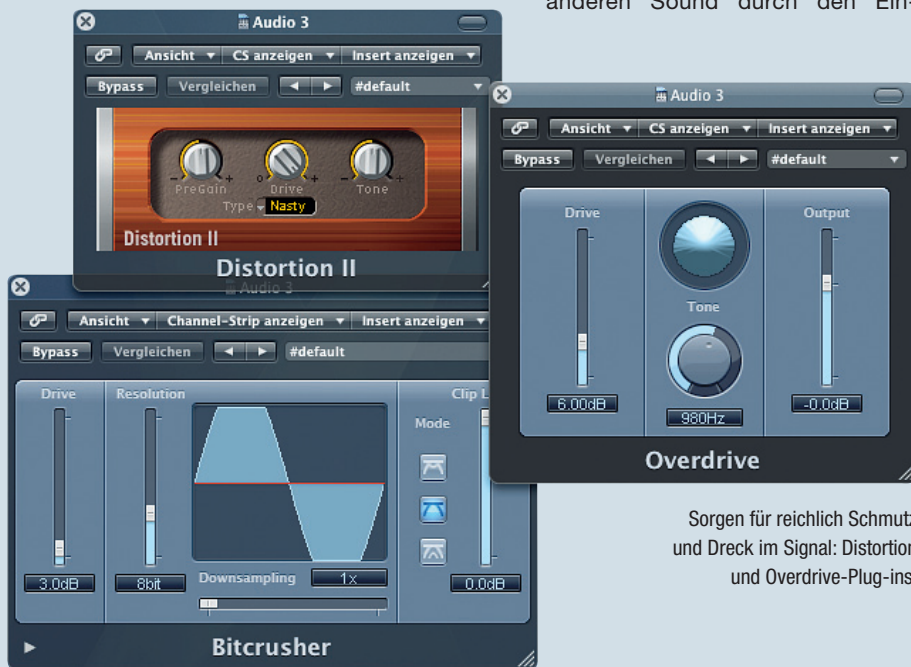 anderen Sound durch den Ein-
Audio 3
Ansicht CS anzeigen Insert anzeigen
Bypass Vergleichen #default
PreGain Drive Tone
- + o + - +
Type Nasty
Distortion II
Distortion II
Audio 3
Ansicht CS anzeigen Insert anzeigen
Bypass Vergleichen #default
Drive Tone Output
6.00dB 980Hz -0.0dB
Overdrive
Audio 3
Ansicht Channel-Strip anzeigen Insert anzeigen
Bypass Vergleichen #default
Drive Resolution Clip L
Mode
Downsampling 1x
3.0dB 8bit 0.0dB
Bitcrusher
Sorgen für reichlich Schmutz
und Dreck im Signal: Distortion
und Overdrive-Plug-ins